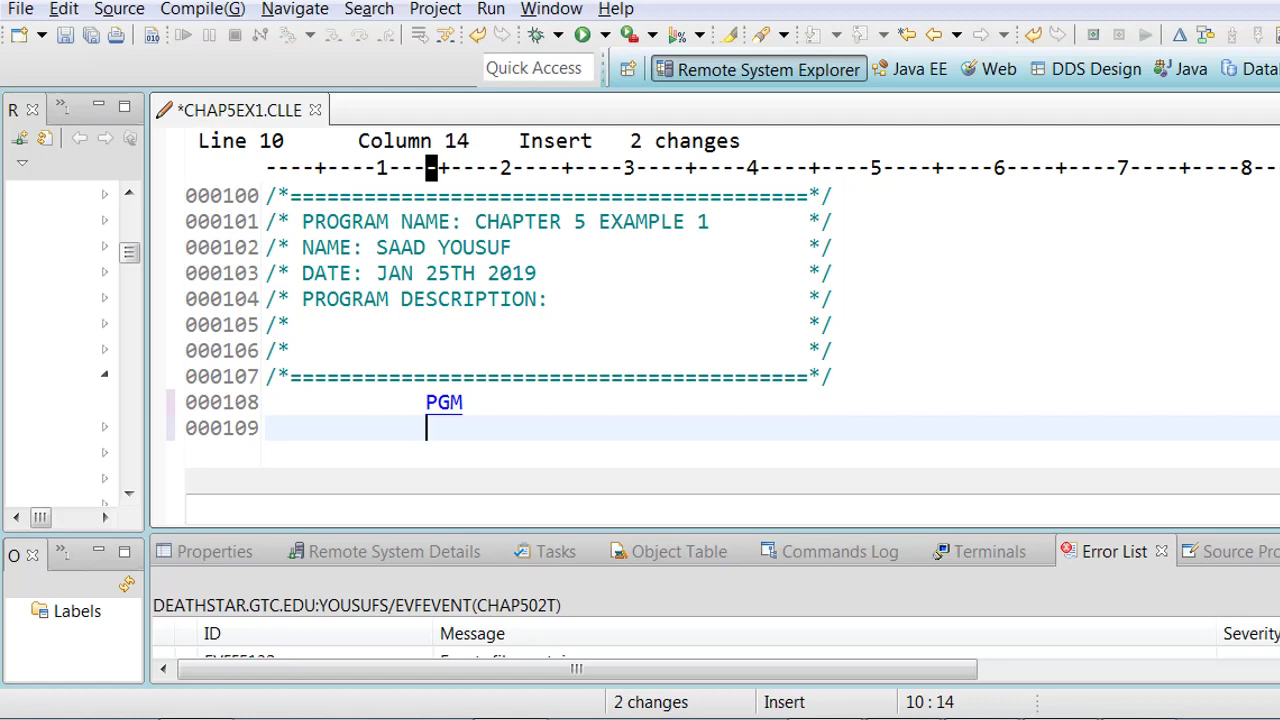 File Edit Source Compile(G) Navigate Search Project Run Window Help
Quick Access Remote System Explorer Java EE Web DDS Design Java
R *CHAP5EX1.CLLE
Line 10 Column 14 Insert 2 changes
----+----1----+----2----+----3----+----4----+----5----+----6----+----7----+----8
000100 /*==========================================*/
000101 /* PROGRAM NAME: CHAPTER 5 EXAMPLE 1 */
000102 /* NAME: SAAD YOUSUF */
000103 /* DATE: JAN 25TH 2019 */
000104 /* PROGRAM DESCRIPTION: */
000105 /* */
000106 /* */
000107 /*==========================================*/
000108 PGM
000109
O Properties Remote System Details Tasks Object Table Commands Log Terminals Error List Source
Labels
DEATHSTAR.GTC.EDU:YOUSUFS/EVFEVENT(CHAP502T)
ID Message Severity
2 changes Insert 10 : 14